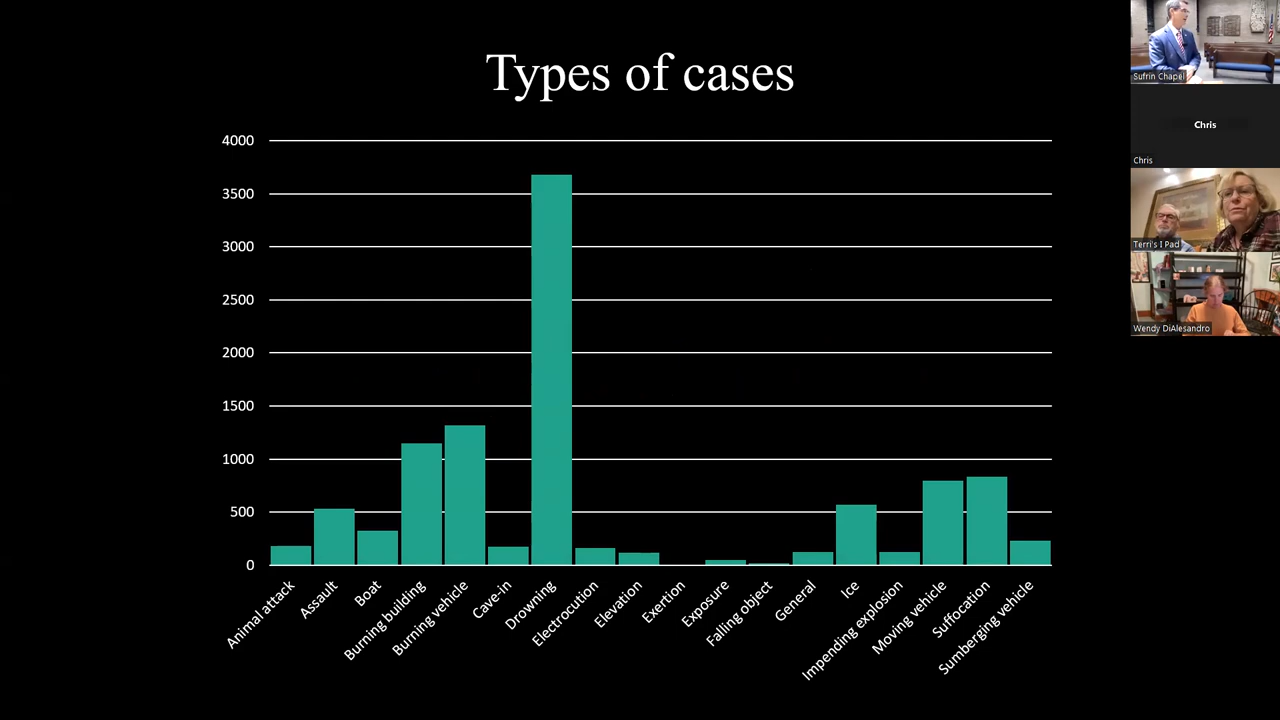 Types of cases
4000
3500
3000
2500
2000
1500
1000
500
0
Animal attack
Assault
Boat
Burning building
Burning vehicle
Cave-in
Drowning
Electrocution
Elevation
Exertion
Exposure
Falling object
General
Ice
Impending explosion
Moving vehicle
Suffocation
Sumberging vehicle
Sufrin Chapel
Chris
Chris
Terri's I Pad
Wendy DiAlesandro